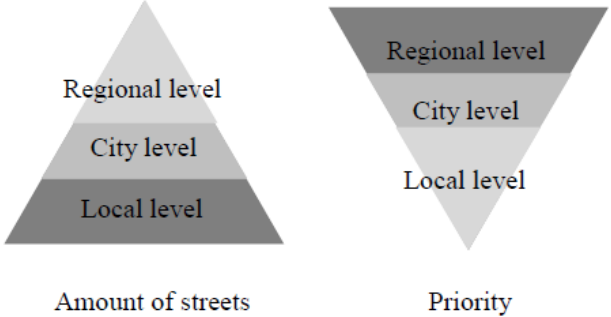 Regional level
City level
Local level
Amount of streets
Regional level
City level
Local level
Priority